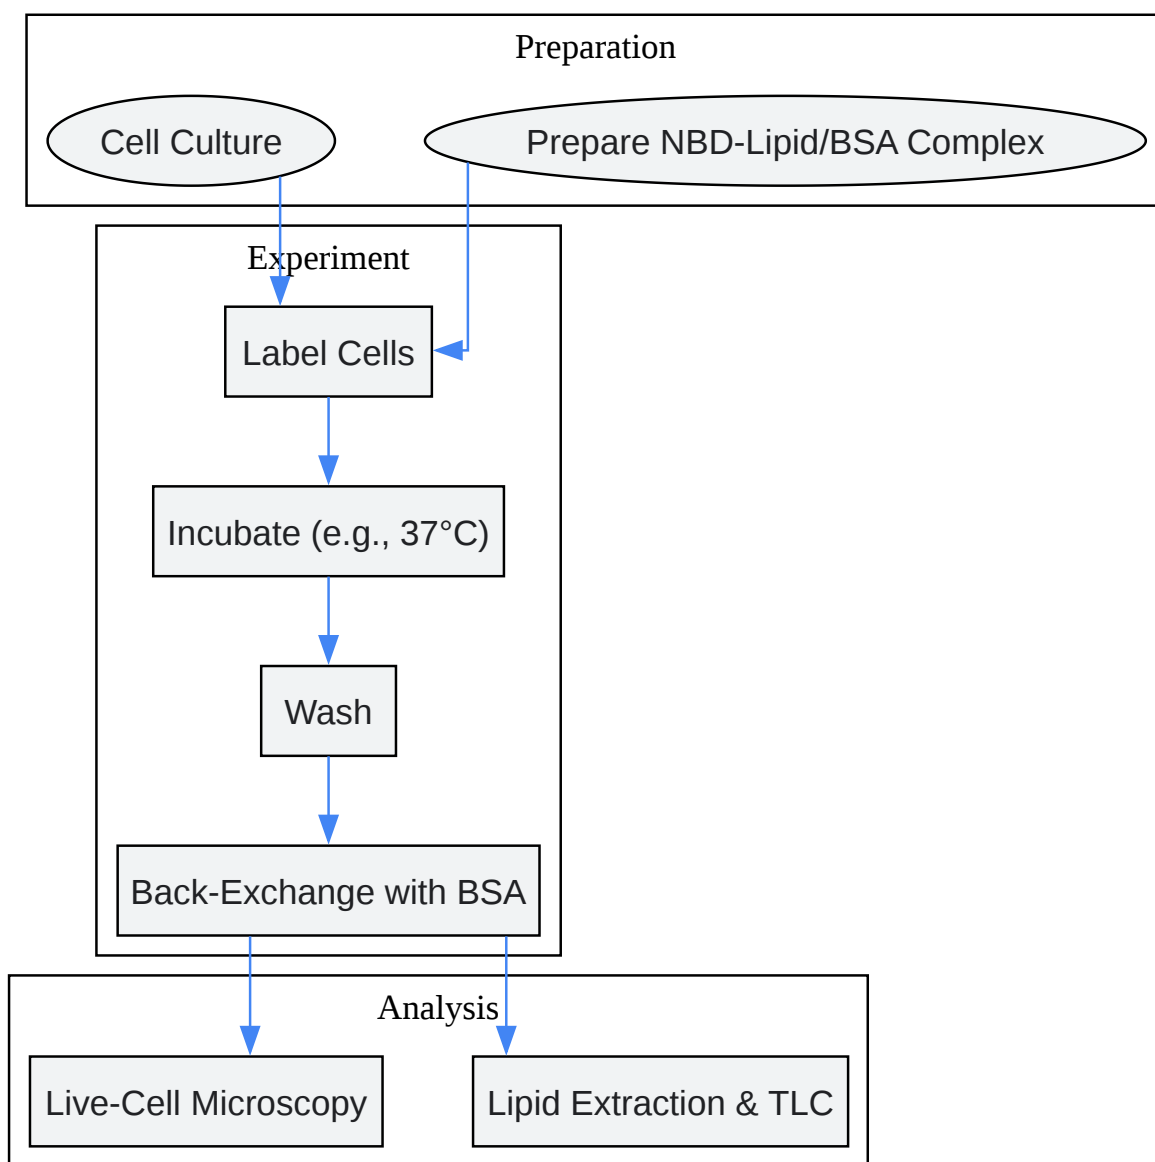 Preparation
Cell Culture
Prepare NBD-Lipid/BSA Complex
Experiment
Label Cells
Incubate (e.g., 37°C)
Wash
Back-Exchange with BSA
Analysis
Live-Cell Microscopy
Lipid Extraction & TLC